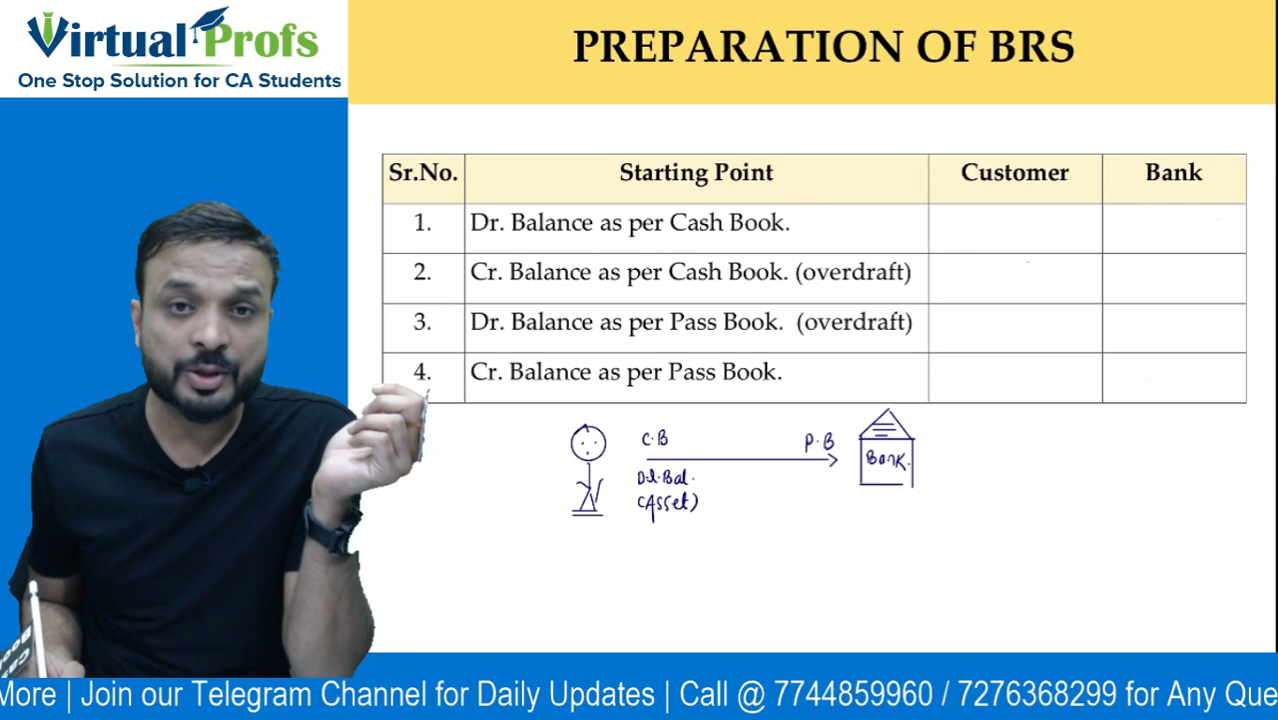 Virtual Profs
One Stop Solution for CA Students
PREPARATION OF BRS
Sr.No. Starting Point Customer Bank
1. Dr. Balance as per Cash Book.
2. Cr. Balance as per Cash Book. (overdraft)
3. Dr. Balance as per Pass Book. (overdraft)
4. Cr. Balance as per Pass Book.
C.B P.B
Bank.
Dr.Bal.
(Asset)
More | Join our Telegram Channel for Daily Updates | Call @ 7744859960 / 7276368299 for Any Que